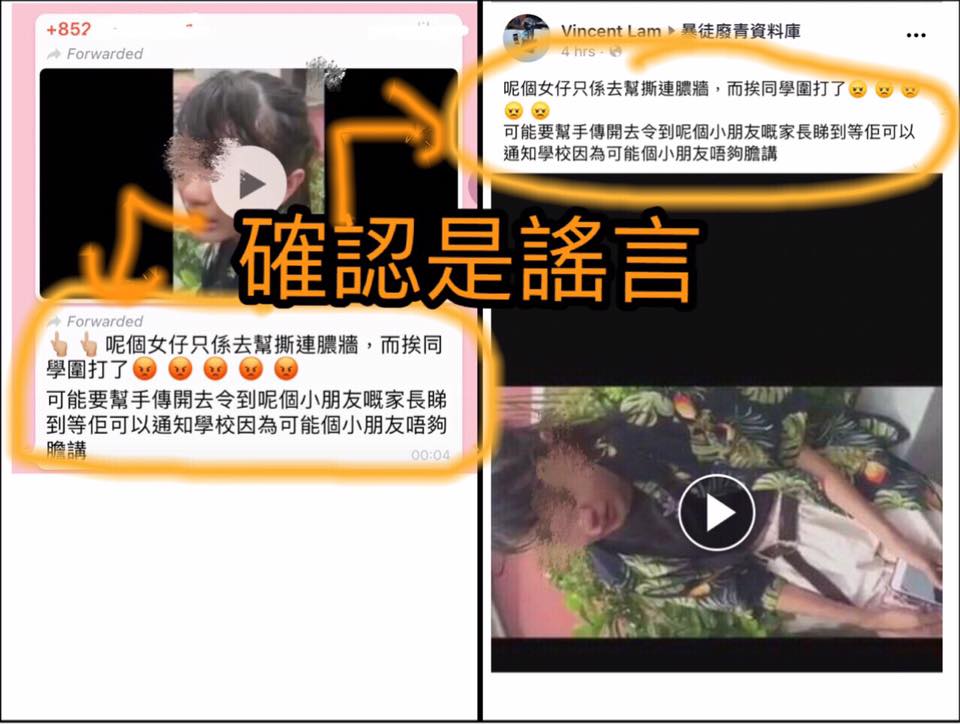 +852
Forwarded
Forwarded
👆🏻👆🏻呢個女仔只係去幫撕連膿牆,而挨同
學圍打了😡😡😡😡😡
可能要幫手傳開去令到呢個小朋友嘅家長睇
到等佢可以通知學校因為可能個小朋友唔夠
膽講
00:04
Vincent Lam ▸ 暴徒廢青資料庫
4 hrs ·
呢個女仔只係去幫撕連膿牆,而挨同學圍打了😡😡😡
😡😡
可能要幫手傳開去令到呢個小朋友嘅家長睇到等佢可以
通知學校因為可能個小朋友唔夠膽講
確認是謠言